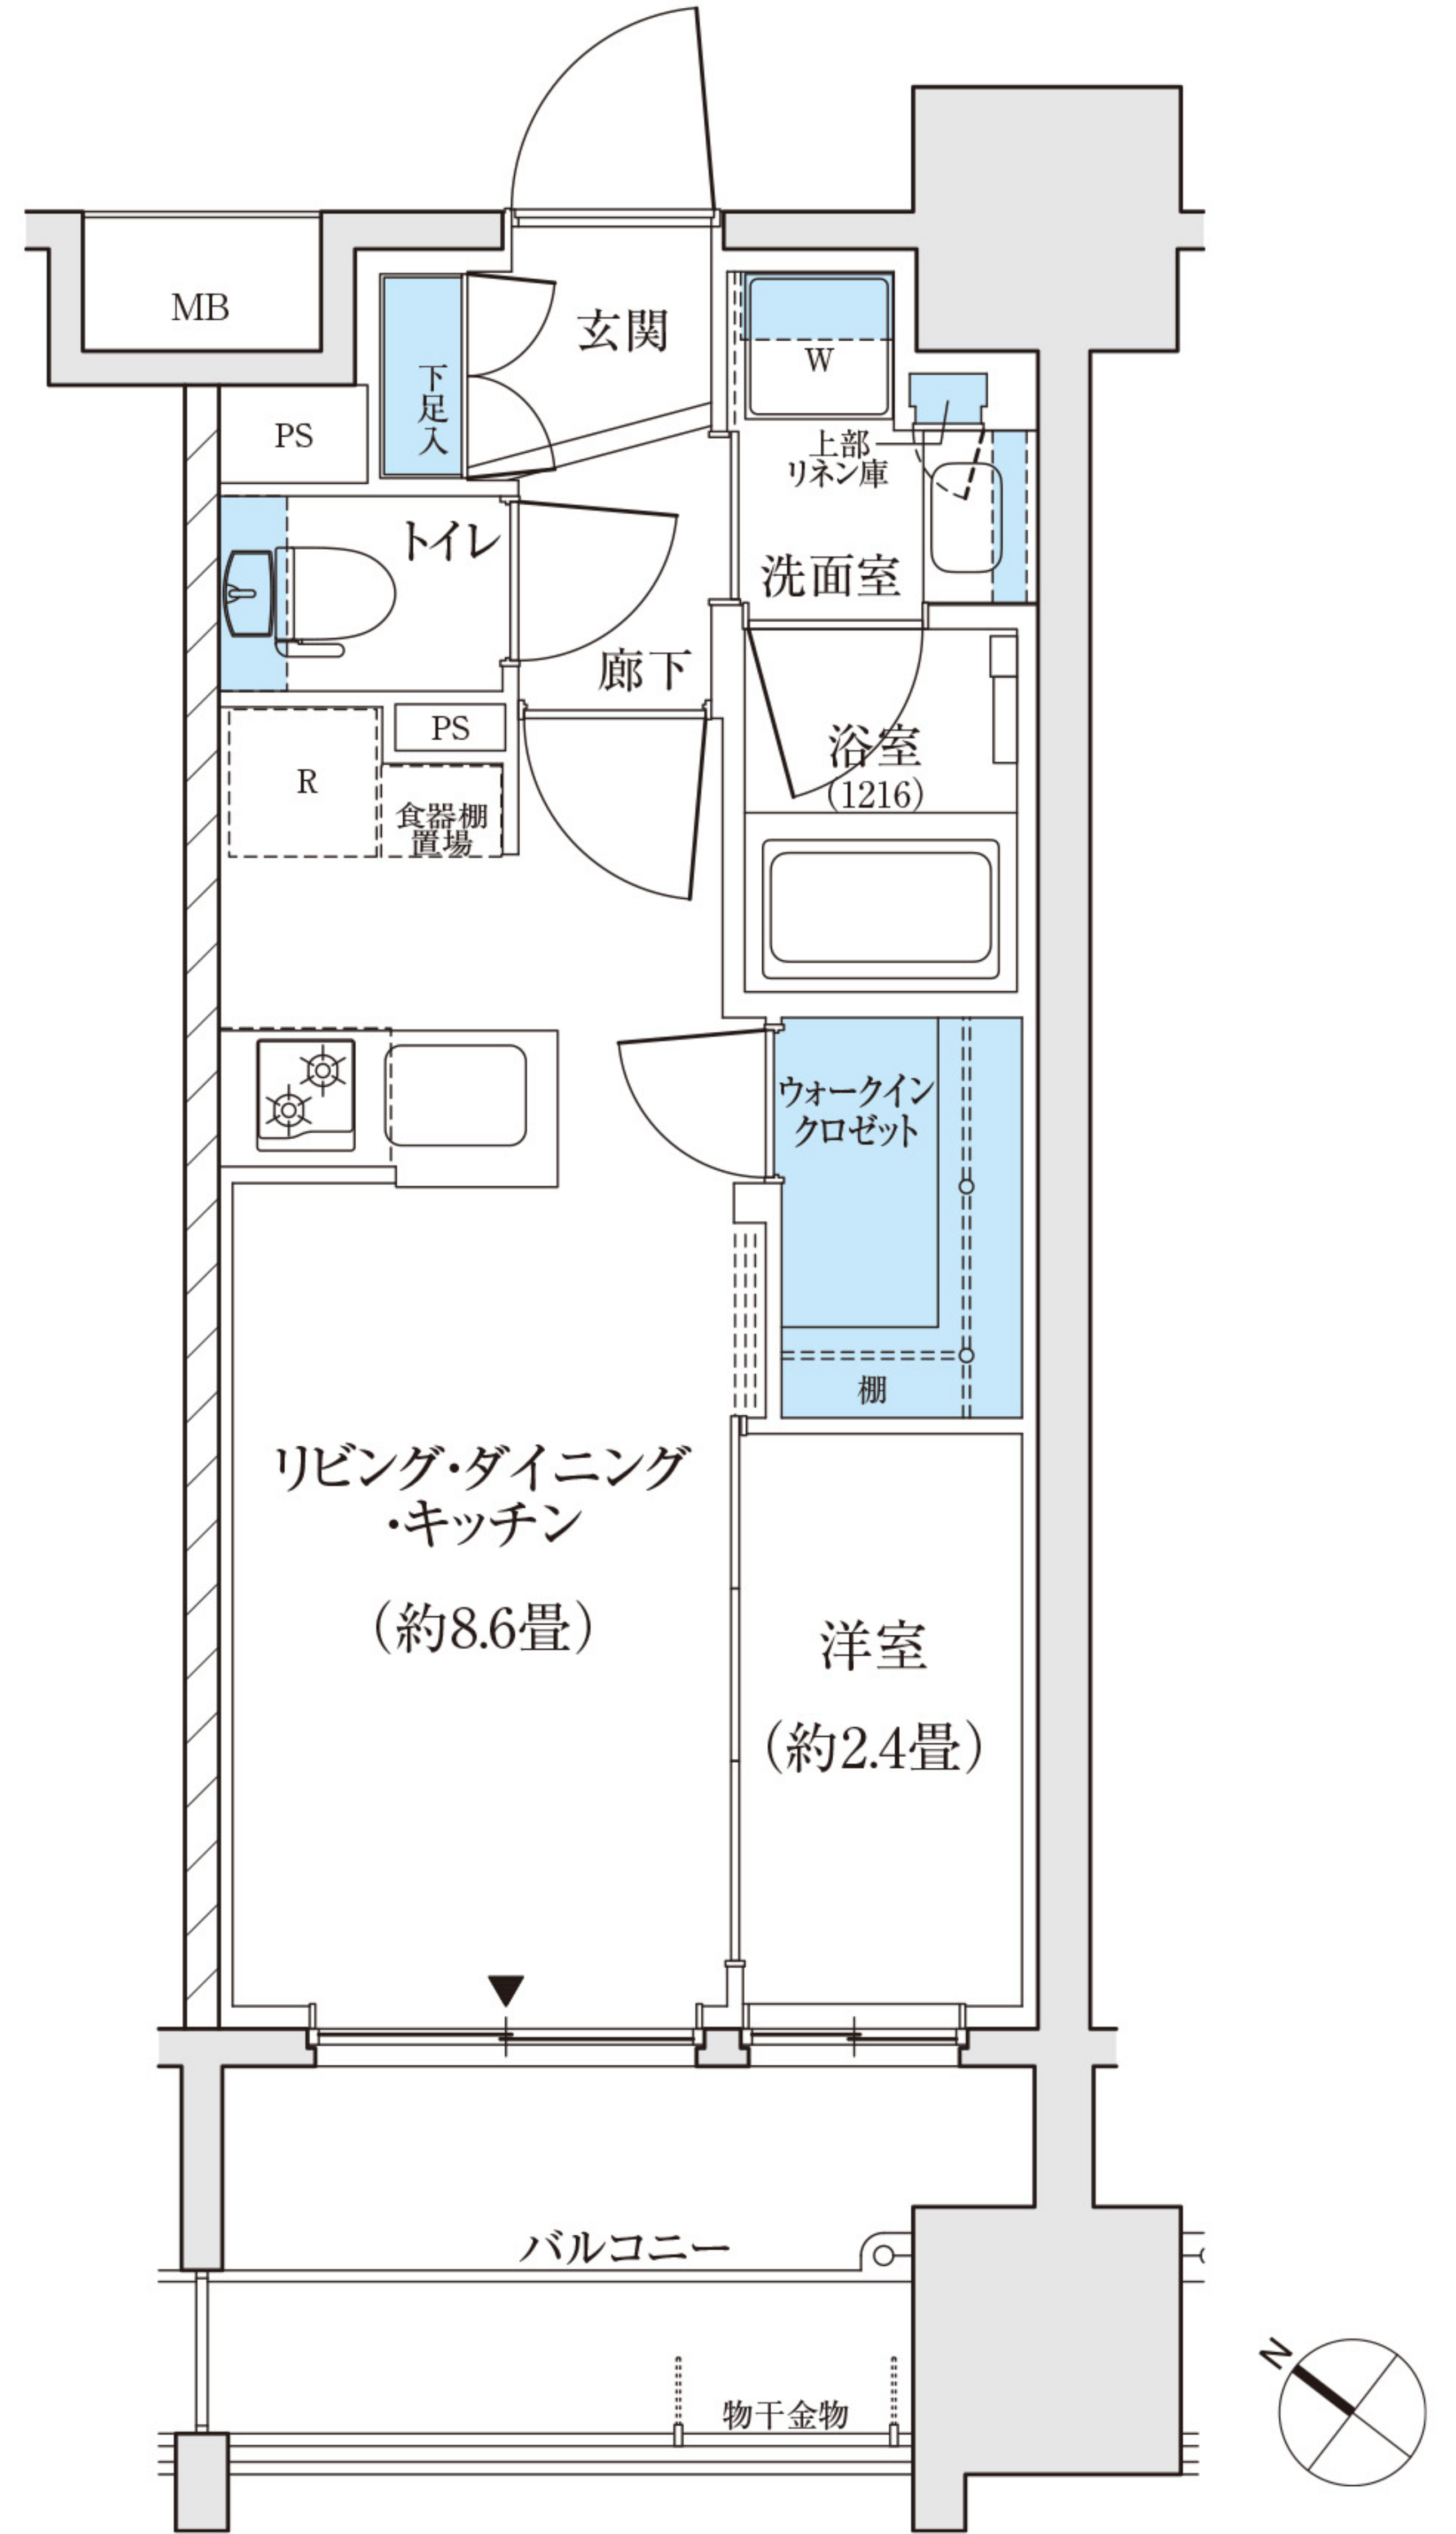 MB
玄関
下足入
W
PS
上部
リネン庫
トイレ
洗面室
廊下
PS
浴室
(1216)
R
食器棚
置場
ウォークイン
クロゼット
棚
リビング・ダイニング
・キッチン
(約8.6畳)
洋室
(約2.4畳)
バルコニー
N
物干金物